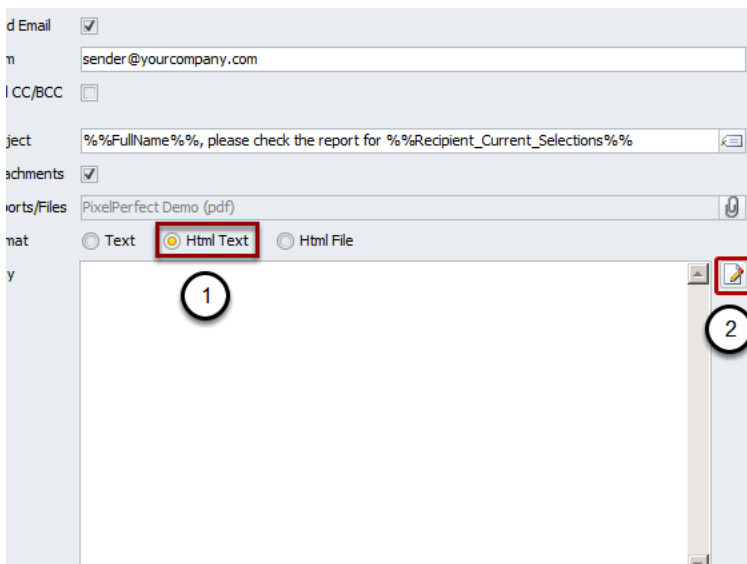 d Email
m
CC/BCC
sender@yourcompany.com
ject %%FullName%%, please check the report for %%Recipient_Current_Selections%%
achments
orts/Files PixelPerfect Demo (pdf)
mat Text Html Text Html File
y
1
2